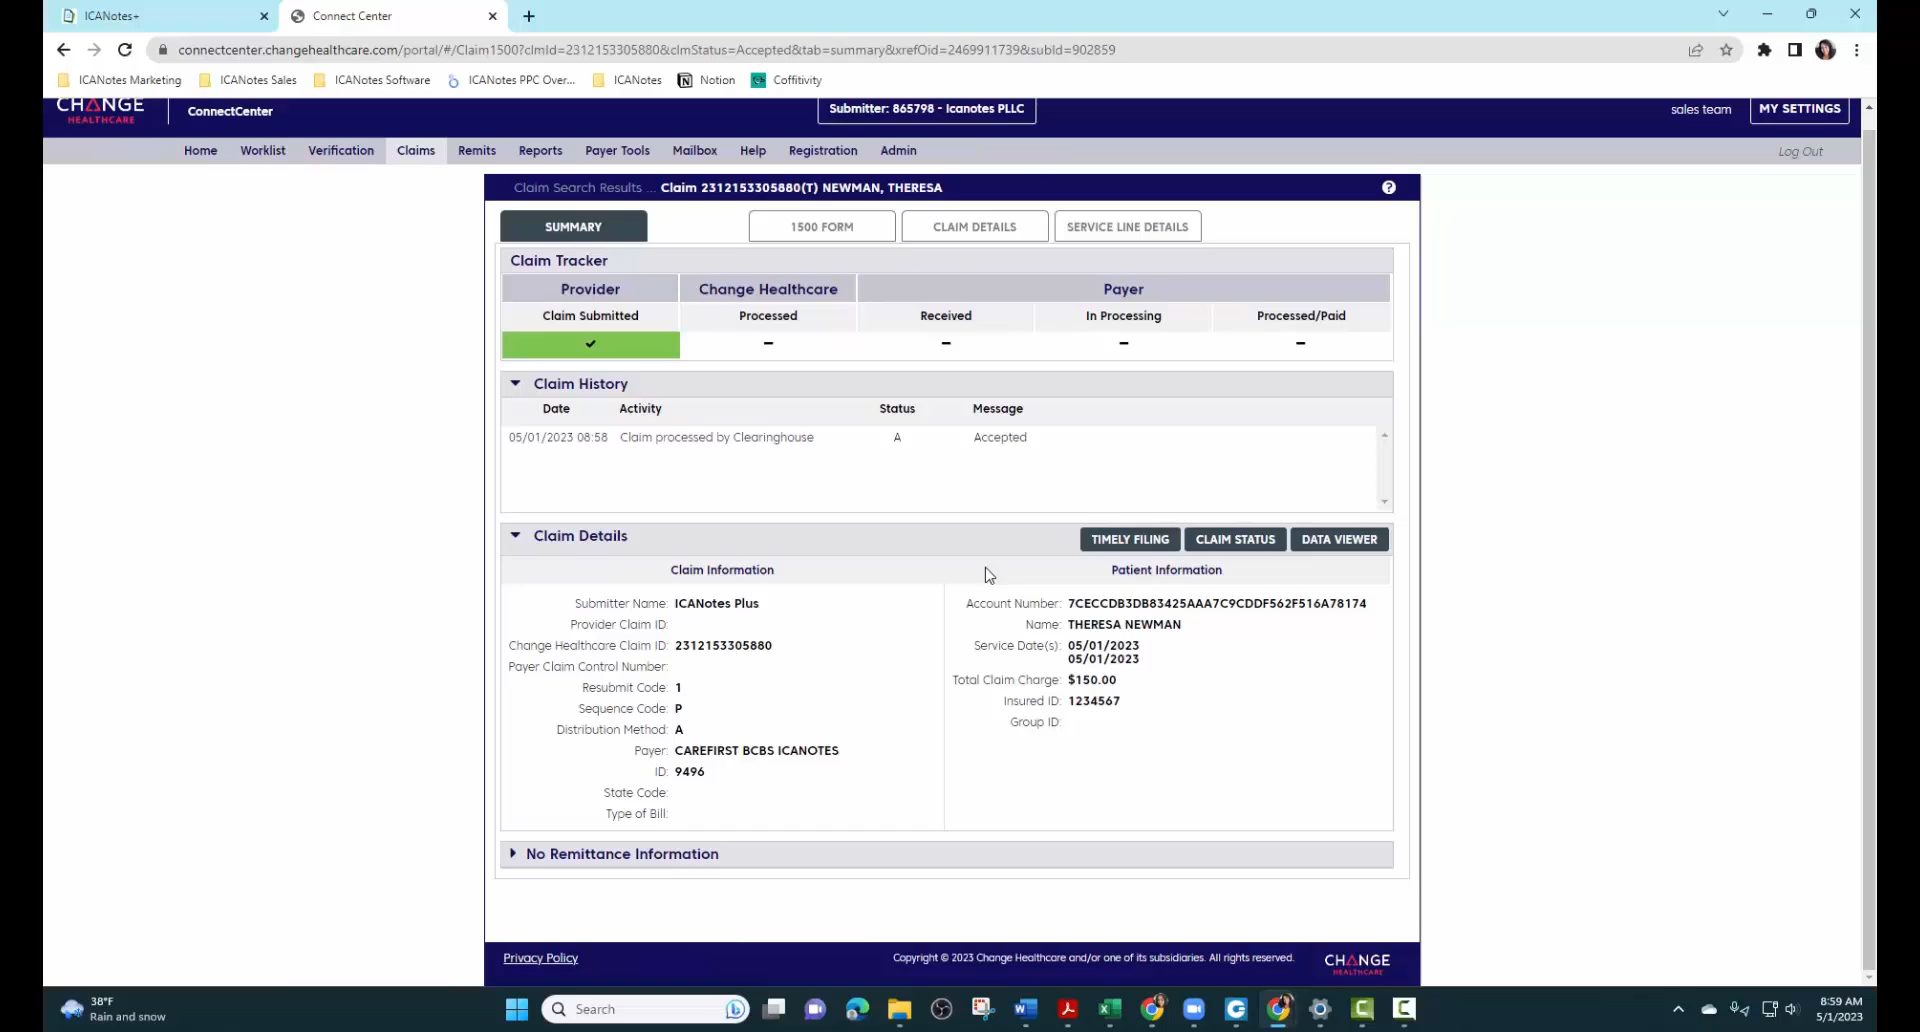 ICANotes+
Connect Center
connectcenter.changehealthcare.com/portal/#/Claim1500?clmId=2312153305880&clmStatus=Accepted&tab=summary&xrefOid=2469911739&subId=902859
ICANotes Marketing ICANotes Sales ICANotes Software ICANotes PPC Over... ICANotes Notion Coffitivity
CHANGE
HEALTHCARE
ConnectCenter
Submitter: 865798 - Icanotes PLLC
sales team
MY SETTINGS
Home Worklist Verification Claims Remits Reports Payer Tools Mailbox Help Registration Admin Log Out
Claim Search Results ... Claim 2312153305880(T) NEWMAN, THERESA
SUMMARY 1500 FORM CLAIM DETAILS SERVICE LINE DETAILS
Claim Tracker
Provider Change Healthcare Payer
Claim Submitted Processed Received In Processing Processed/Paid
Claim History
Date Activity Status Message
05/01/2023 08:58 Claim processed by Clearinghouse A Accepted
Claim Details
TIMELY FILING CLAIM STATUS DATA VIEWER
Claim Information
Submitter Name: ICANotes Plus
Provider Claim ID:
Change Healthcare Claim ID: 2312153305880
Payer Claim Control Number:
Resubmit Code: 1
Sequence Code: P
Distribution Method: A
Payer: CAREFIRST BCBS ICANOTES
ID: 9496
State Code:
Type of Bill:
Patient Information
Account Number: 7CECCDB3DB83425AAA7C9CDDF562F516A78174
Name: THERESA NEWMAN
Service Date(s): 05/01/2023
05/01/2023
Total Claim Charge: $150.00
Insured ID: 1234567
Group ID:
No Remittance Information
Privacy Policy
Copyright © 2023 Change Healthcare and/or one of its subsidiaries. All rights reserved.
CHANGE
HEALTHCARE
38°F
Rain and snow
Search
8:59 AM
5/1/2023